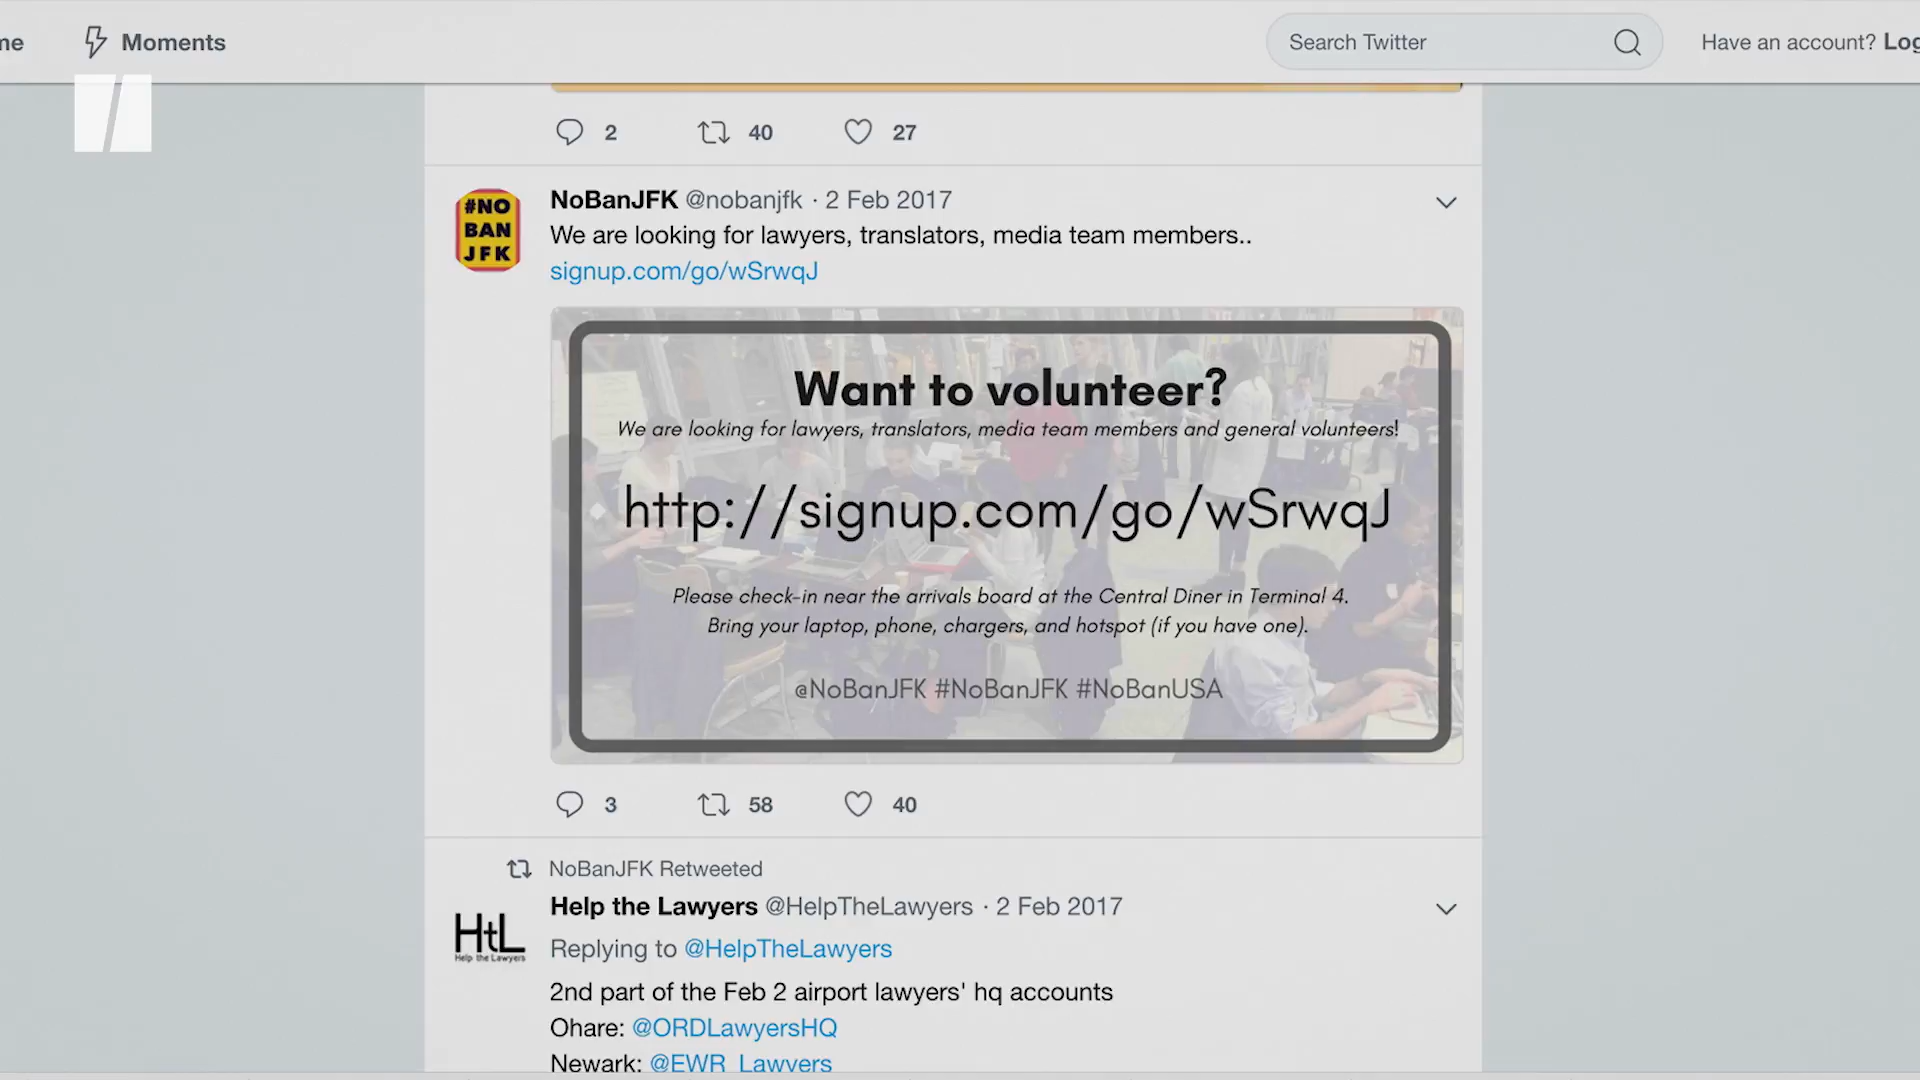 Moments
Search Twitter
Have an account?
2 40 27
#NO
BAN
JFK
NoBanJFK @nobanjfk · 2 Feb 2017
We are looking for lawyers, translators, media team members..
signup.com/go/wSrwqJ
Want to volunteer?
We are looking for lawyers, translators, media team members and general volunteers!
http://signup.com/go/wSrwqJ
Please check-in near the arrivals board at the Central Diner in Terminal 4.
Bring your laptop, phone, chargers, and hotspot (if you have one).
@NoBanJFK #NoBanJFK #NoBanUSA
3 58 40
NoBanJFK Retweeted
HtL
Help the Lawyers
Help the Lawyers @HelpTheLawyers · 2 Feb 2017
Replying to @HelpTheLawyers
2nd part of the Feb 2 airport lawyers' hq accounts
Ohare: @ORDLawyersHQ
Newark: @EWR_Lawyers